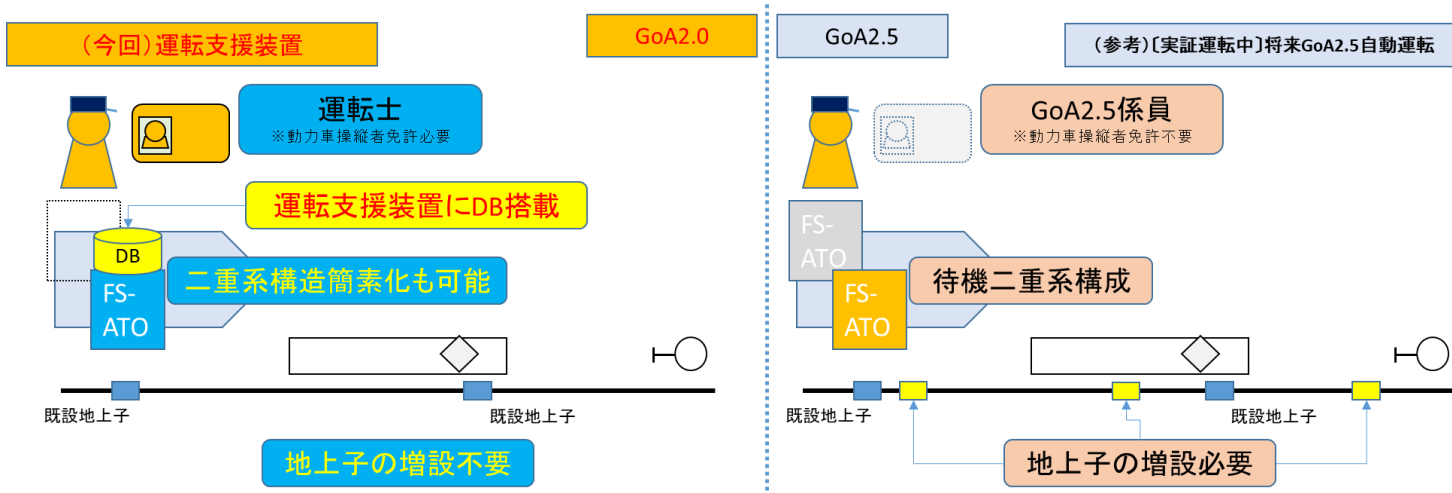 （今回）運転支援装置
GoA2.0
運転士
※動力車操縦者免許必要
運転支援装置にDB搭載
DB
二重系構造簡素化も可能
FS-
ATO
既設地上子
既設地上子
地上子の増設不要
GoA2.5
（参考）〔実証運転中〕将来GoA2.5自動運転
GoA2.5係員
※動力車操縦者免許不要
FS-
ATO
待機二重系構成
FS-
ATO
既設地上子
既設地上子
地上子の増設必要